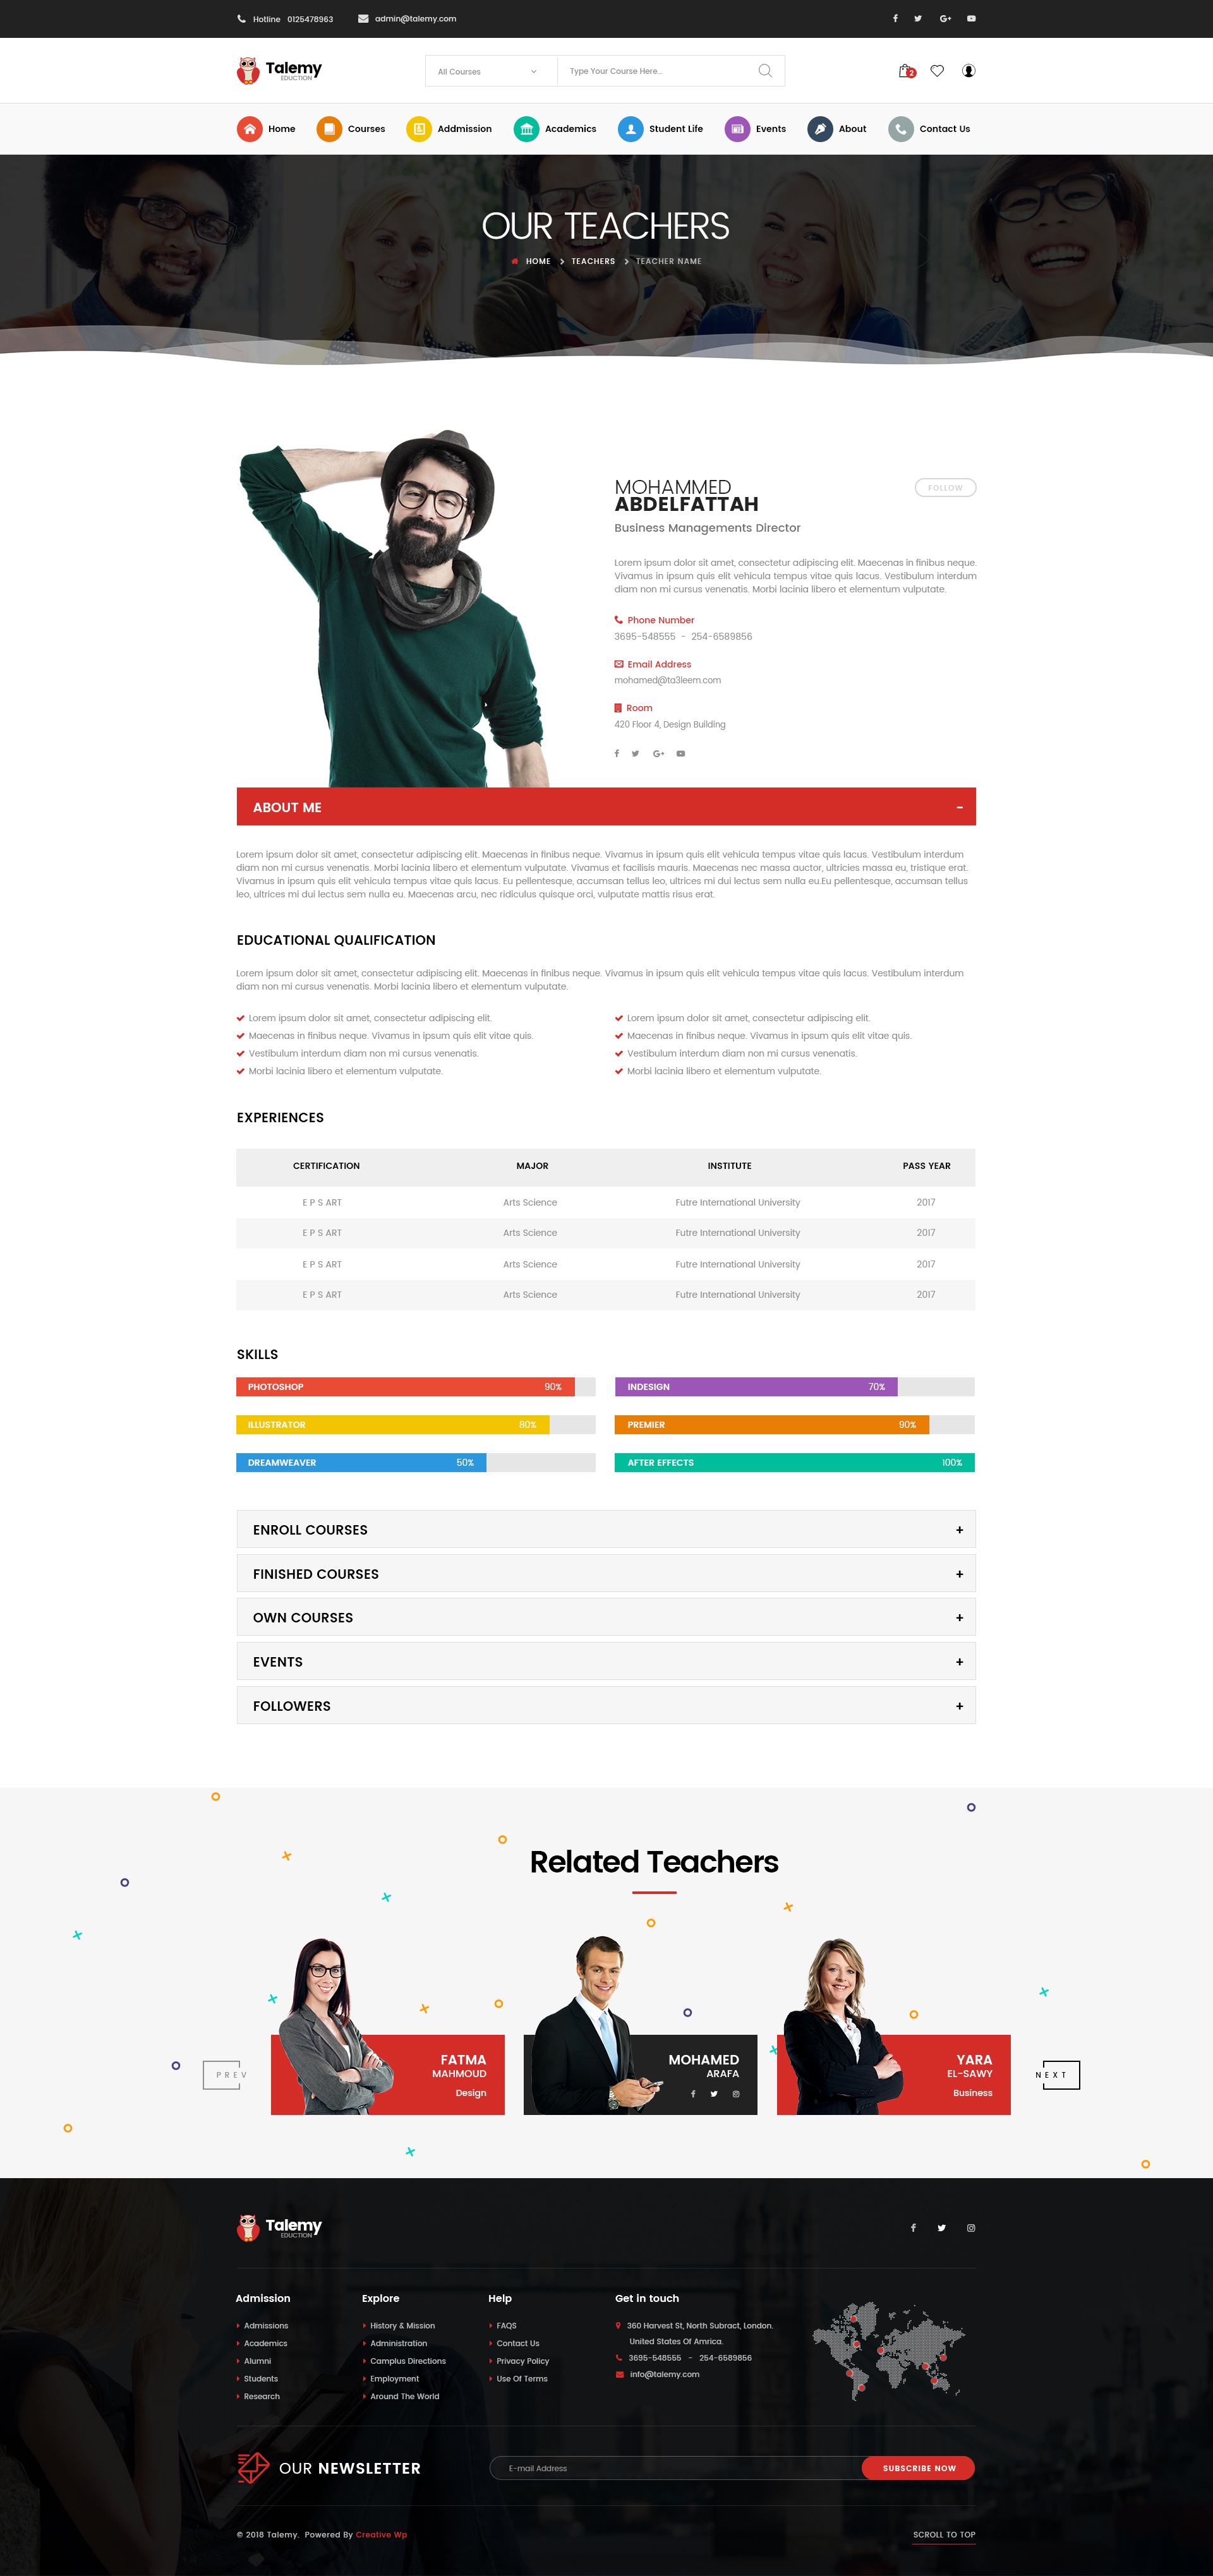 Hotline 0125478963 admin@talemy.com
Talemy
EDUCTION
All Courses
Type Your Course Here...
2
Home Courses Addmission Academics Student Life Events About Contact Us
OUR TEACHERS
HOME TEACHERS TEACHER NAME
MOHAMMED
ABDELFATTAH
FOLLOW
Business Managements Director
Lorem ipsum dolor sit amet, consectetur adipiscing elit. Maecenas in finibus neque.
Vivamus in ipsum quis elit vehicula tempus vitae quis lacus. Vestibulum interdum
diam non mi cursus venenatis. Morbi lacinia libero et elementum vulputate.
Phone Number
3695-548555 - 254-6589856
Email Address
mohamed@ta3leem.com
Room
420 Floor 4, Design Building
ABOUT ME -
Lorem ipsum dolor sit amet, consectetur adipiscing elit. Maecenas in finibus neque. Vivamus in ipsum quis elit vehicula tempus vitae quis lacus. Vestibulum interdum
diam non mi cursus venenatis. Morbi lacinia libero et elementum vulputate. Vivamus et facilisis mauris. Maecenas nec massa auctor, ultricies massa eu, tristique erat.
Vivamus in ipsum quis elit vehicula tempus vitae quis lacus. Eu pellentesque, accumsan tellus leo, ultrices mi dui lectus sem nulla eu.Eu pellentesque, accumsan tellus
leo, ultrices mi dui lectus sem nulla eu. Maecenas arcu, nec ridiculus quisque orci, vulputate mattis risus erat.
EDUCATIONAL QUALIFICATION
Lorem ipsum dolor sit amet, consectetur adipiscing elit. Maecenas in finibus neque. Vivamus in ipsum quis elit vehicula tempus vitae quis lacus. Vestibulum interdum
diam non mi cursus venenatis. Morbi lacinia libero et elementum vulputate.
Lorem ipsum dolor sit amet, consectetur adipiscing elit.
Maecenas in finibus neque. Vivamus in ipsum quis elit vitae quis.
Vestibulum interdum diam non mi cursus venenatis.
Morbi lacinia libero et elementum vulputate.
Lorem ipsum dolor sit amet, consectetur adipiscing elit.
Maecenas in finibus neque. Vivamus in ipsum quis elit vitae quis.
Vestibulum interdum diam non mi cursus venenatis.
Morbi lacinia libero et elementum vulputate.
EXPERIENCES
CERTIFICATION MAJOR INSTITUTE PASS YEAR
E P S ART Arts Science Futre International University 2017
E P S ART Arts Science Futre International University 2017
E P S ART Arts Science Futre International University 2017
E P S ART Arts Science Futre International University 2017
SKILLS
PHOTOSHOP 90%
INDESIGN 70%
ILLUSTRATOR 80%
PREMIER 90%
DREAMWEAVER 50%
AFTER EFFECTS 100%
ENROLL COURSES +
FINISHED COURSES +
OWN COURSES +
EVENTS +
FOLLOWERS +
Related Teachers
PREV
FATMA
MAHMOUD
Design
MOHAMED
ARAFA
YARA
EL-SAWY
Business
NEXT
Talemy
EDUCTION
Admission
Admissions
Academics
Alumni
Students
Research
Explore
History & Mission
Administration
Camplus Directions
Employment
Around The World
Help
FAQS
Contact Us
Privacy Policy
Use Of Terms
Get in touch
360 Harvest St, North Subract, London.
United States Of Amrica.
3695-548555 - 254-6589856
info@talemy.com
OUR NEWSLETTER
E-mail Address
SUBSCRIBE NOW
© 2018 Talemy. Powered By Creative Wp
SCROLL TO TOP